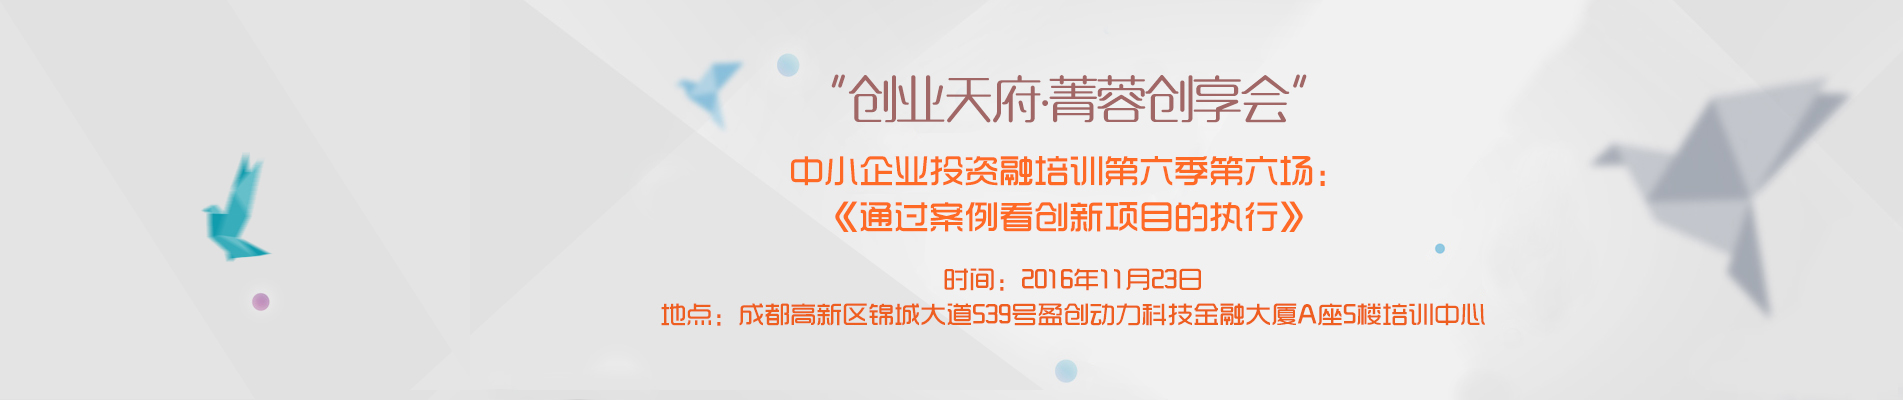 “创业天府·菁蓉创享会”
中小企业投资融培训第六季第六场：
《通过案例看创新项目的执行》
时间：2016年11月23日
地点：成都高新区锦城大道539号盈创动力科技金融大厦A座5楼培训中心